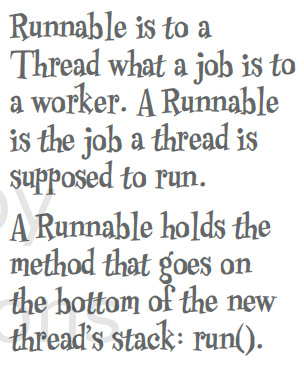 Runnable is to a
Thread what a job is to
a worker. A Runnable
is the job a thread is
supposed to run.
A Runnable holds the
method that goes on
the bottom of the new
thread's stack: run().